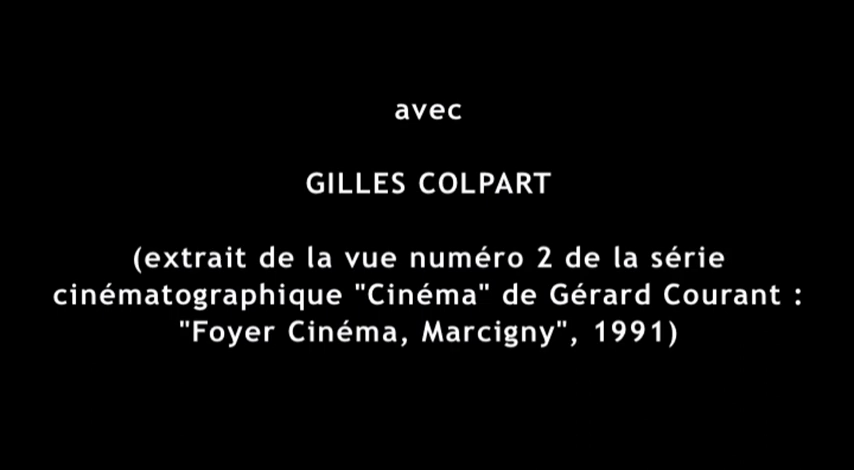 avec
GILLES COLPART
(extrait de la vue numéro 2 de la série
cinématographique "Cinéma" de Gérard Courant :
"Foyer Cinéma, Marcigny", 1991)